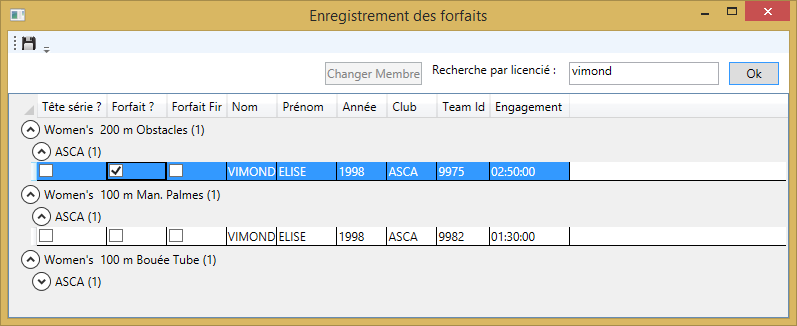 Enregistrement des forfaits
Changer Membre Recherche par licencié : vimond Ok
Tête série ? Forfait ? Forfait Fir Nom Prénom Année Club Team Id Engagement
Women's 200 m Obstacles (1)
ASCA (1)
VIMOND ELISE 1998 ASCA 9975 02:50:00
Women's 100 m Man. Palmes (1)
ASCA (1)
VIMOND ELISE 1998 ASCA 9982 01:30:00
Women's 100 m Bouée Tube (1)
ASCA (1)